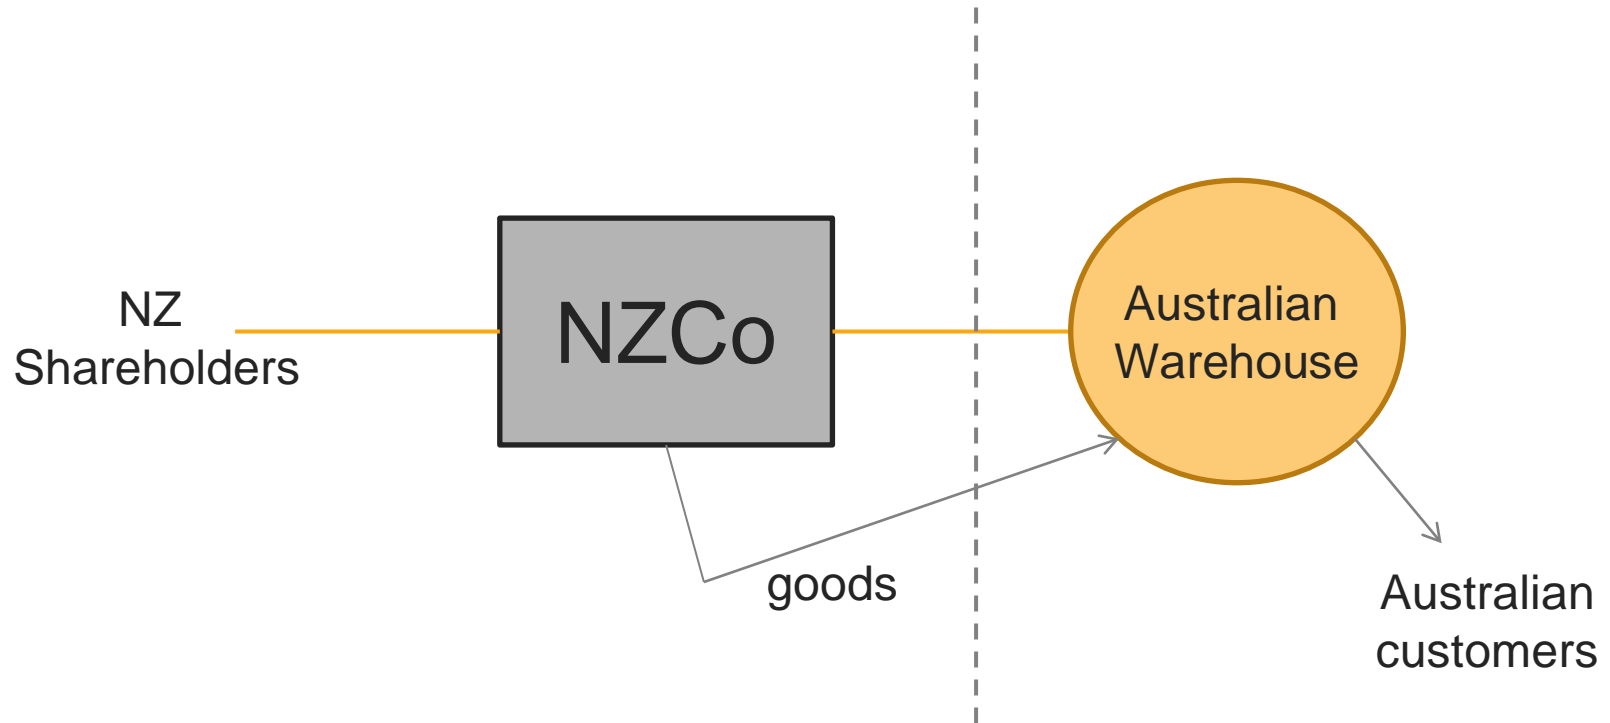 NZ
Shareholders
NZCo
Australian
Warehouse
goods
Australian
customers